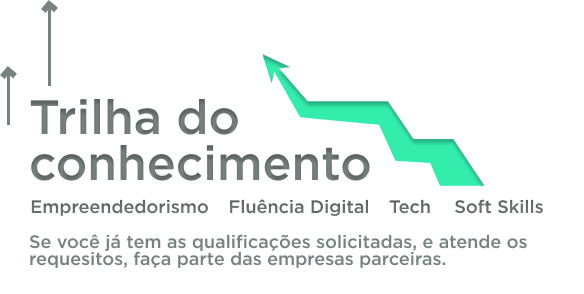 Trilha do
conhecimento
Empreendedorismo Fluência Digital Tech Soft Skills
Se você já tem as qualificações solicitadas, e atende os
requesitos, faça parte das empresas parceiras.